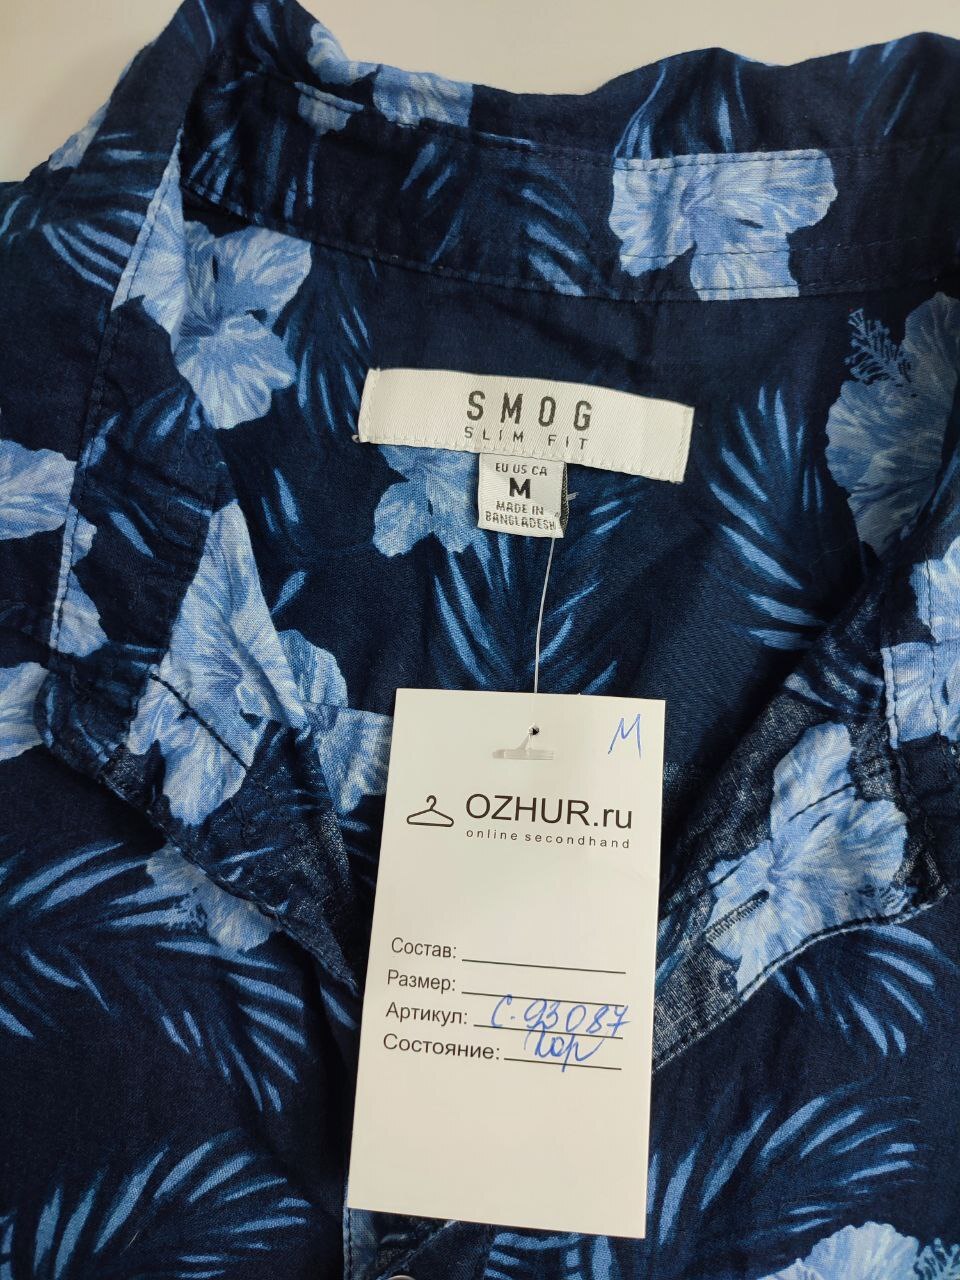 SMOG
SLIM FIT
EU US CA
M
MADE IN
BANGLADESH
M
OZHUR.ru
online secondhand
Состав:
Размер:
Артикул: С-93087
Состояние: Хор